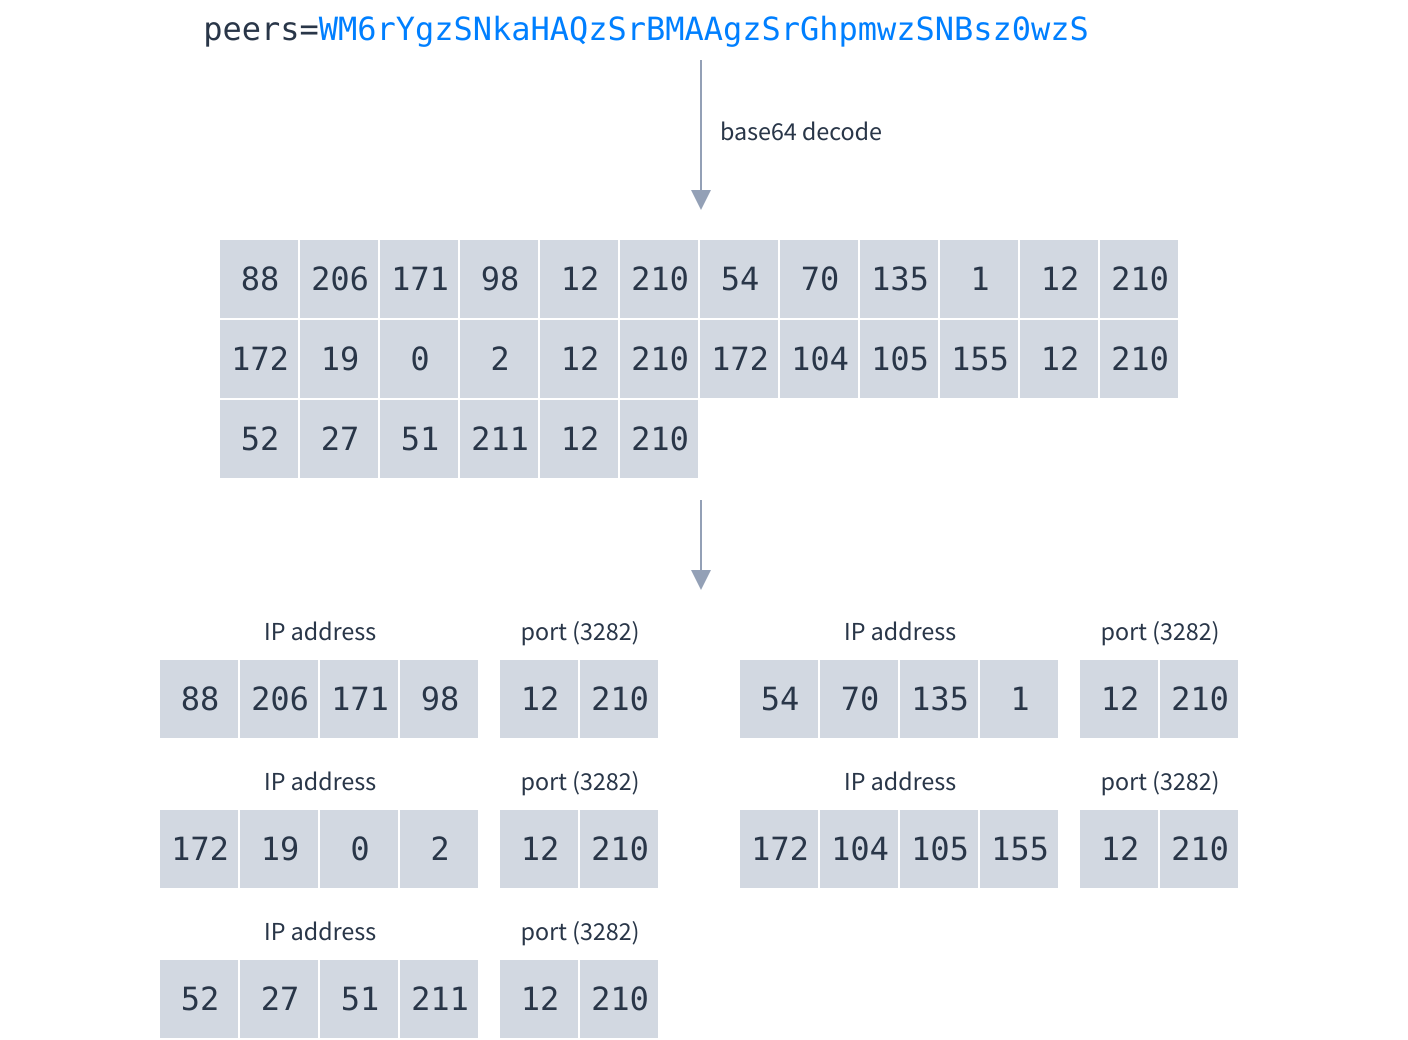 peers=WM6rYgzSNkaHAQzSrBMAAgzSrGhpmwzSNBsz0wzS
base64 decode
88 206 171 98 12 210 54 70 135 1 12 210
172 19 0 2 12 210 172 104 105 155 12 210
52 27 51 211 12 210
IP address port (3282) IP address port (3282)
88 206 171 98 12 210 54 70 135 1 12 210
IP address port (3282) IP address port (3282)
172 19 0 2 12 210 172 104 105 155 12 210
IP address port (3282)
52 27 51 211 12 210